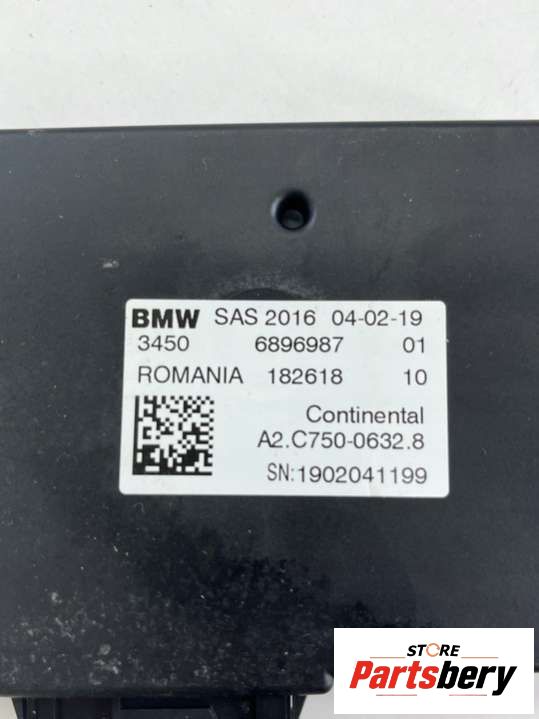 BMW SAS 2016 04-02-19
3450 6896987 01
ROMANIA 182618 10
Continental
A2.C750-0632.8
SN:1902041199
STORE
Partsbery